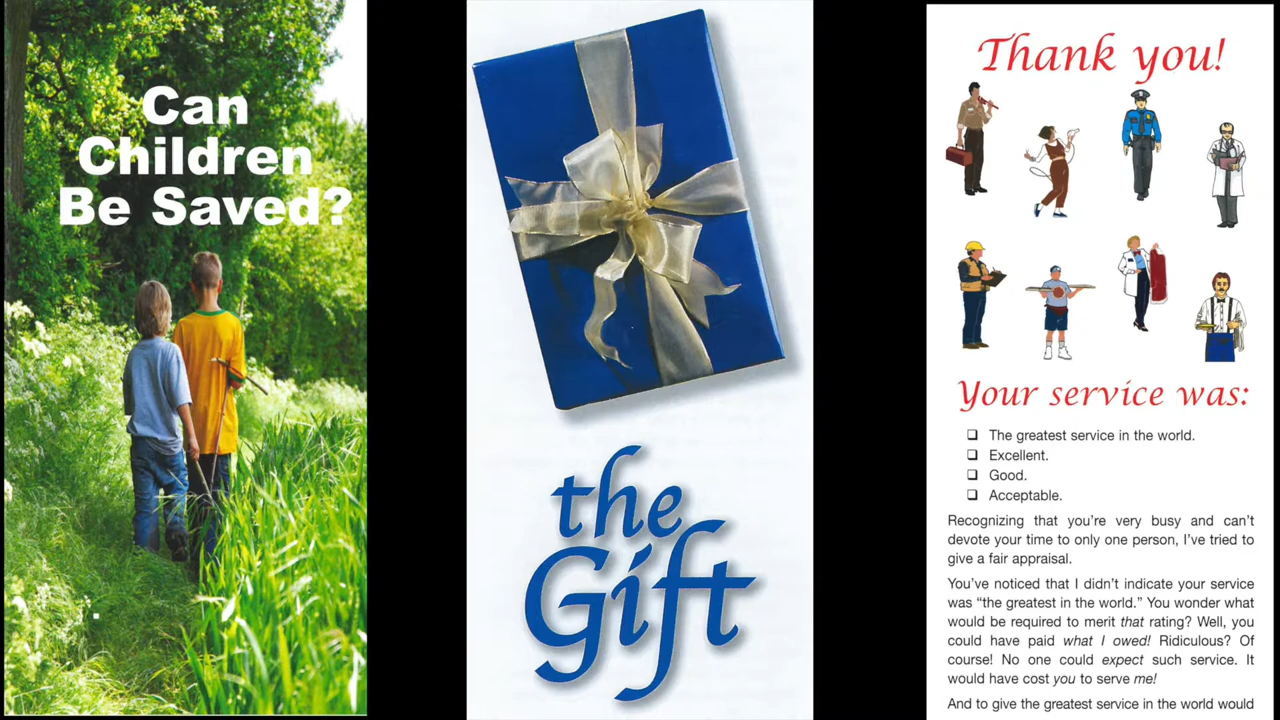 Can
Children
Be Saved?
the
Gift
Thank you!
Your service was:
The greatest service in the world.
Excellent.
Good.
Acceptable.
Recognizing that you're very busy and can't
devote your time to only one person, I've tried to
give a fair appraisal.
You've noticed that I didn't indicate your service
was “the greatest in the world.” You wonder what
would be required to merit that rating? Well, you
could have paid what I owed! Ridiculous? Of
course! No one could expect such service. It
would have cost you to serve me!
And to give the greatest service in the world would